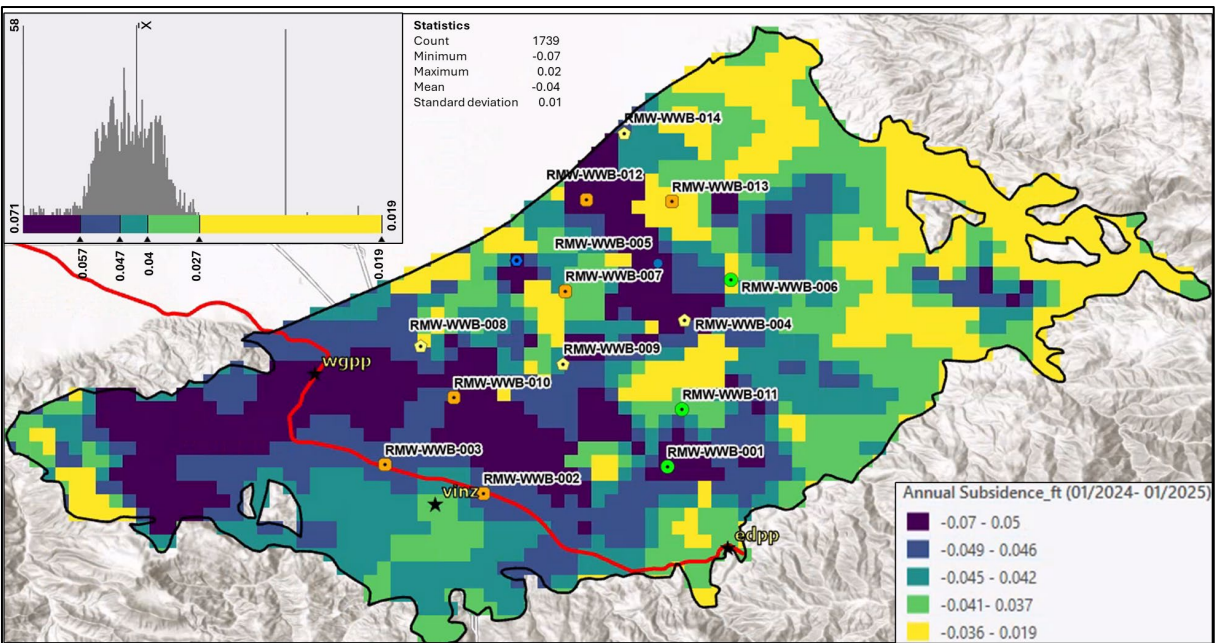 58
X
0.071
0.019
0.057
0.047
0.04
0.027
0.019
Statistics
Count 1739
Minimum -0.07
Maximum 0.02
Mean -0.04
Standard deviation 0.01
RMW-WWB-014
RMW-WWB-012
RMW-WWB-013
RMW-WWB-005
RMW-WWB-007
RMW-WWB-006
RMW-WWB-008
RMW-WWB-004
RMW-WWB-009
wgpp
RMW-WWB-010
RMW-WWB-011
RMW-WWB-003
RMW-WWB-001
RMW-WWB-002
vinz
edpp
Annual Subsidence_ft (01/2024- 01/2025)
-0.07 - 0.05
-0.049 - 0.046
-0.045 - 0.042
-0.041- 0.037
-0.036 - 0.019